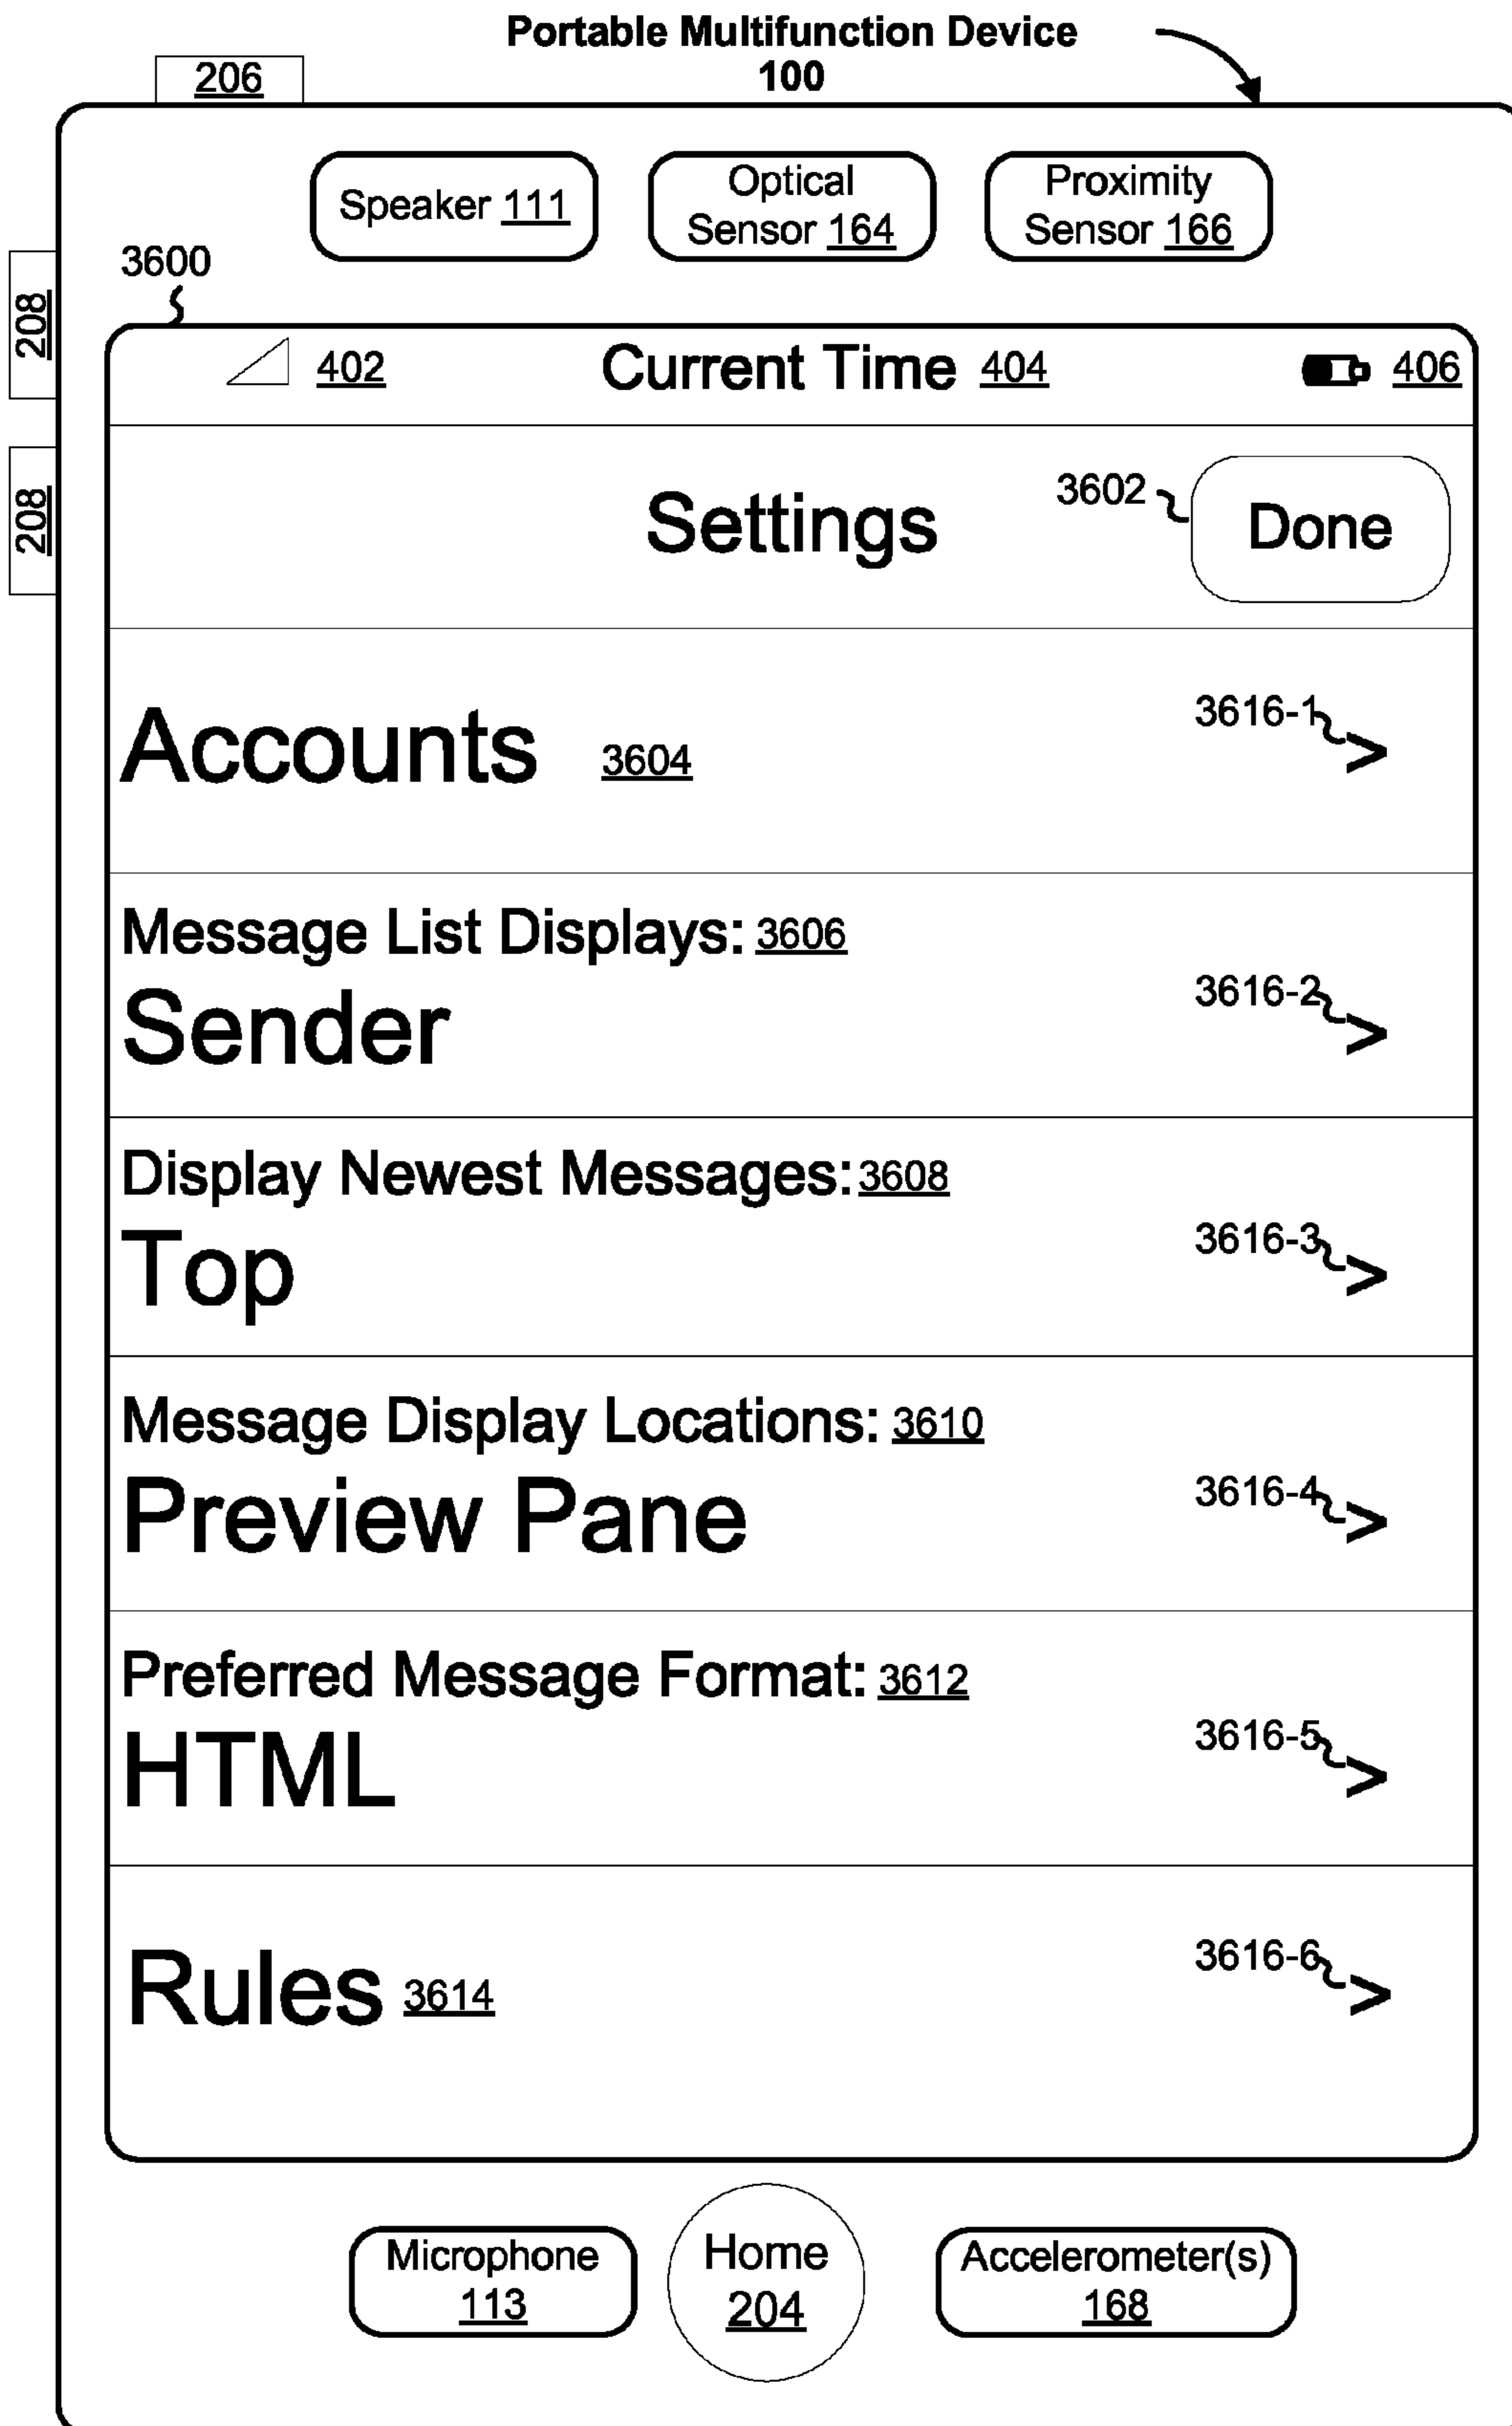 Portable Multifunction Device
100
206
Speaker 111
Optical
Sensor 164
Proximity
Sensor 166
3600
208
208
402
Current Time 404
406
Settings
3602
Done
Accounts 3604
3616-1
>
Message List Displays: 3606
Sender
3616-2
>
Display Newest Messages: 3608
Top
3616-3
>
Message Display Locations: 3610
Preview Pane
3616-4
>
Preferred Message Format: 3612
HTML
3616-5
>
Rules 3614
3616-6
>
Microphone
113
Home
204
Accelerometer(s)
168